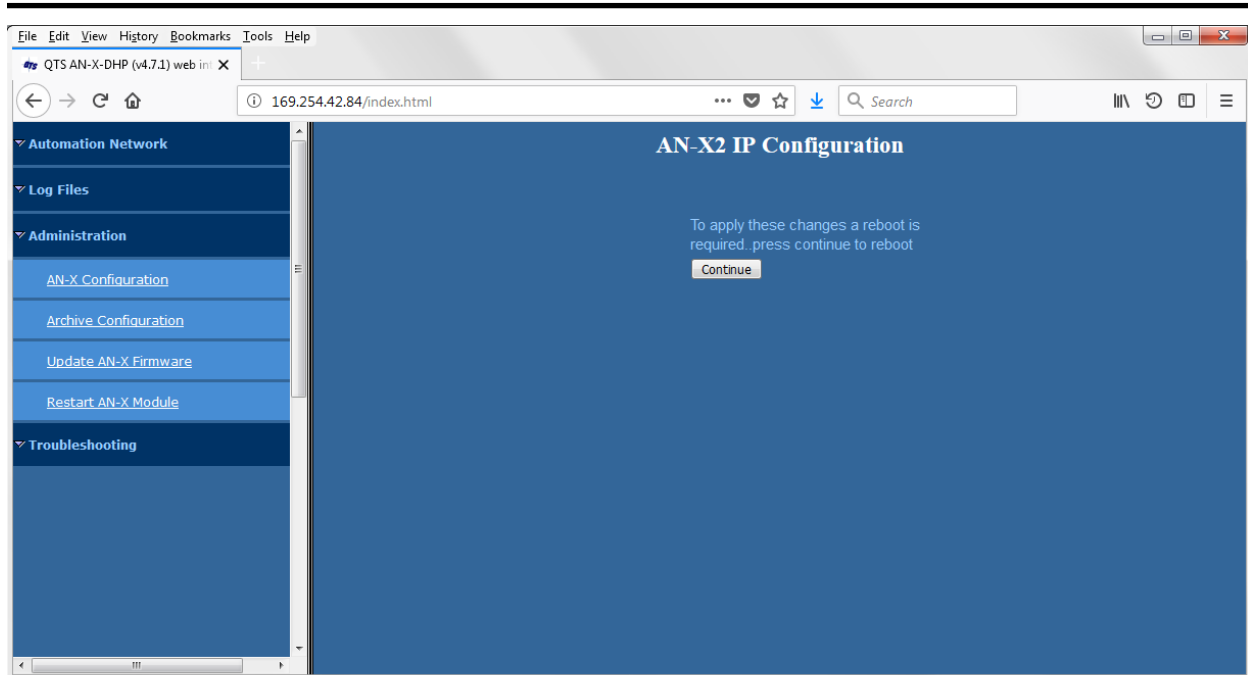 File Edit View History Bookmarks Tools Help
QTS AN-X-DHP (v4.7.1) web int
169.254.42.84/index.html
Search
Automation Network
Log Files
Administration
AN-X Configuration
Archive Configuration
Update AN-X Firmware
Restart AN-X Module
Troubleshooting
AN-X2 IP Configuration
To apply these changes a reboot is
required..press continue to reboot
Continue